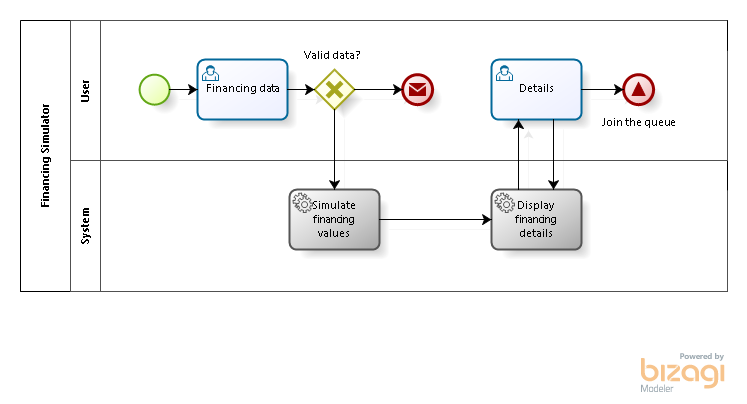 Financing Simulator
User
System
Financing data
Valid data?
Details
Join the queue
Simulate
financing
values
Display
financing
details
Powered by
bizagi
Modeler